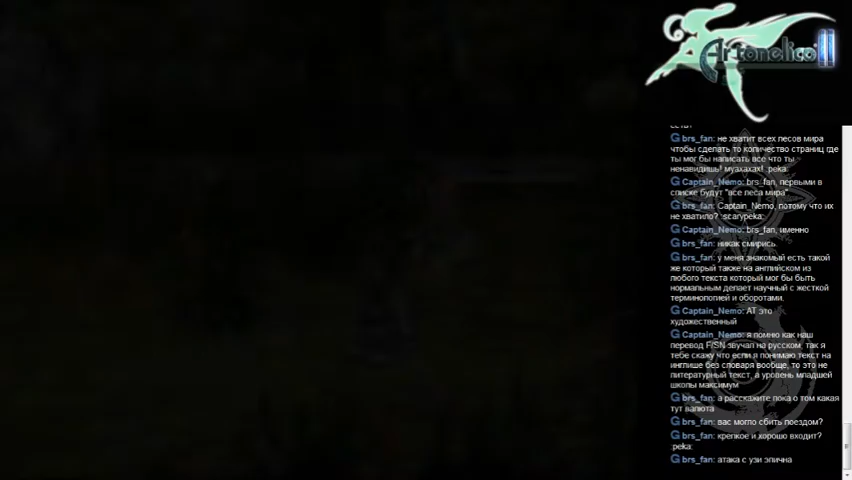 Artonelico II
brs_fan: не хватит всех лесов мира
чтобы сделать то количество страниц где
ты мог бы написать все что ты
ненавидишь! муахахах! :peka:
Captain_Nemo: brs_fan, первыми в
списке будут "все леса мира"
brs_fan: Captain_Nemo, потому что их
не хватило? :scarypeka:
Captain_Nemo: brs_fan, именно
brs_fan: никак смирись.
brs_fan: у меня знакомый есть такой
же который также на английском из
любого текста который мог бы быть
нормальным делает научный с жесткой
терминологией и оборотами.
Captain_Nemo: АТ это
художественный
Captain_Nemo: я помню как наш
перевод F/SN звучал на русском, так я
тебе скажу что если я понимаю текст на
инглише без словаря вообще, то это не
литературный текст, а уровень младшей
школы максимум
brs_fan: а расскажите пока о том какая
тут валюта
brs_fan: вас могло сбить поездом?
brs_fan: крепкое и хорошо входит?
:peka:
brs_fan: атака с узи эпична